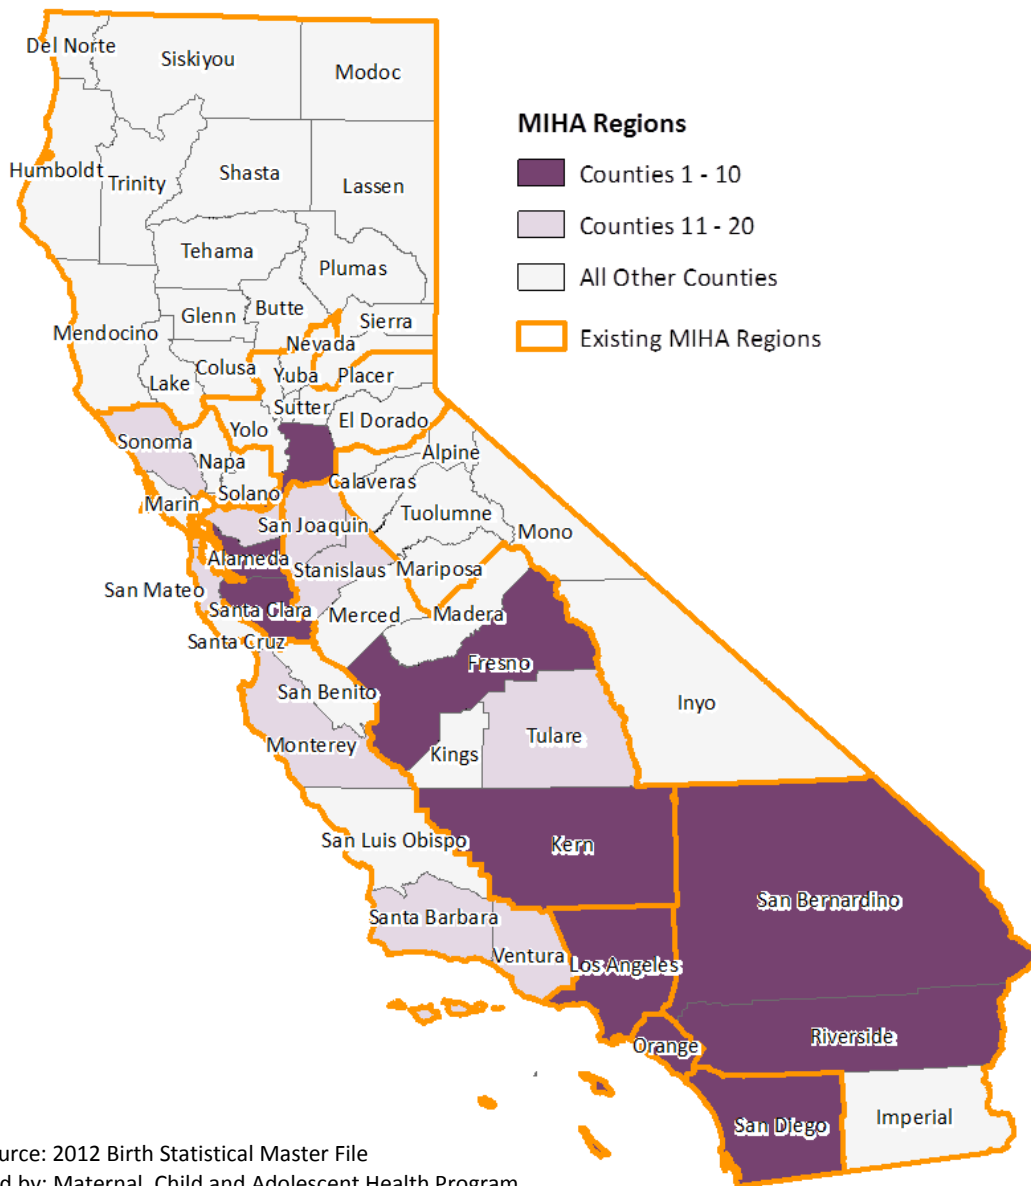 Del Norte
Siskiyou
Modoc
MIHA Regions
Counties 1 - 10
Humboldt
Trinity
Shasta
Lassen
Counties 11 - 20
Tehama
Plumas
All Other Counties
Glenn
Butte
Sierra
Mendocino
Nevada
Existing MIHA Regions
Colusa
Yuba
Placer
Lake
Sutter
El Dorado
Yolo
Sonoma
Alpine
Napa
Calaveras
Solano
Marin
Tuolumne
San Joaquin
Mono
Alameda
Stanislaus
Mariposa
San Mateo
Santa Clara
Merced
Madera
Santa Cruz
Fresno
San Benito
Inyo
Tulare
Monterey
Kings
San Luis Obispo
Kern
San Bernardino
Santa Barbara
Ventura
Los Angeles
Riverside
Orange
San Diego
Imperial
urce: 2012 Birth Statistical Master File
d by: Maternal, Child and Adolescent Health Program